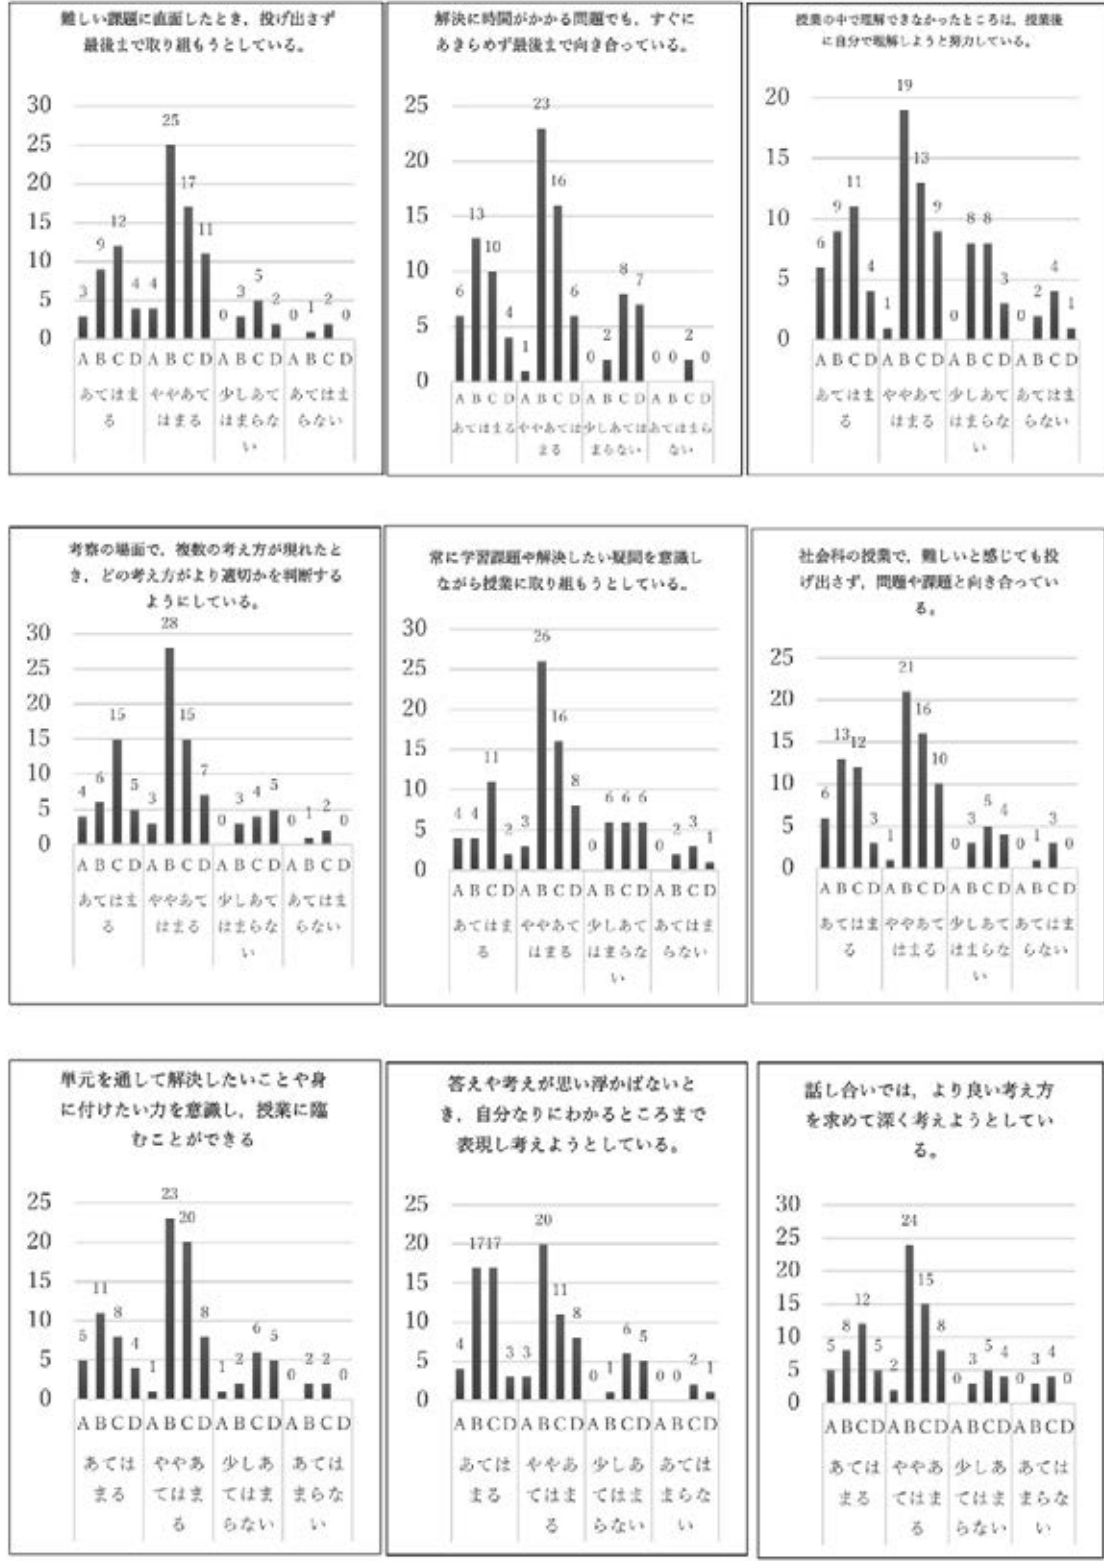 難しい課題に直面したとき，投げ出さず
最後まで取り組もうとしている。
30
25
20
15
10
5
0
3 9 12 4 4 25 17 11 0 3 5 2 0 1 2 0
A B C D A B C D A B C D A B C D
あてはま ややあて 少しあて あてはま
る はまる はまらな らない
い
解決に時間がかかる問題でも，すぐに
あきらめず最後まで向き合っている。
25
20
15
10
5
0
6 13 10 4 1 23 16 6 0 2 8 7 0 0 2 0
A B C D A B C D A B C D A B C D
あてはまる ややあては 少しあては あてはまら
まる まらない ない
授業の中で理解できなかったところは，授業後
に自分で理解しようと努力している。
20
15
10
5
0
6 9 11 4 1 19 13 9 0 8 8 3 0 2 4 1
A B C D A B C D A B C D A B C D
あてはま ややあて 少しあて あてはま
る はまる はまらな らない
い
考察の場面で，複数の考え方が現れたと
き，どの考え方がより適切かを判断する
ようにしている。
30
25
20
15
10
5
0
4 6 15 5 3 28 15 7 0 3 4 5 0 1 2 0
A B C D A B C D A B C D A B C D
あてはま ややあて 少しあて あてはま
る はまる はまらな らない
い
常に学習課題や解決したい疑問を意識し
ながら授業に取り組もうとしている。
30
25
20
15
10
5
0
4 4 11 2 3 26 16 8 0 6 6 6 0 2 3 1
A B C D A B C D A B C D A B C D
あてはま ややあて 少しあて あてはま
る はまる はまらな らない
い
社会科の授業で，難しいと感じても投
げ出さず，問題や課題と向き合ってい
る。
25
20
15
10
5
0
6 13 12 3 1 21 16 10 0 3 5 4 0 1 3 0
A B C D A B C D A B C D A B C D
あてはま ややあて 少しあて あてはま
る はまる はまらな らない
い
単元を通して解決したいことや身
に付けたい力を意識し，授業に臨
むことができる
25
20
15
10
5
0
5 11 8 4 1 23 20 8 1 2 6 5 0 2 2 0
A B C D A B C D A B C D A B C D
あては ややあ 少しあ あては
まる てはま てはま まらな
る らない い
答えや考えが思い浮かばないと
き，自分なりにわかるところまで
表現し考えようとしている。
25
20
15
10
5
0
4 17 17 3 3 20 11 8 0 1 6 5 0 0 2 1
A B C D A B C D A B C D A B C D
あては ややあ 少しあ あては
まる てはま てはま まらな
る らない い
話し合いでは，より良い考え方
を求めて深く考えようとしてい
る。
30
25
20
15
10
5
0
5 8 12 5 2 24 15 8 0 3 5 4 0 3 4 0
A B C D A B C D A B C D A B C D
あては ややあ 少しあ あては
まる てはま てはま まらな
る らない い